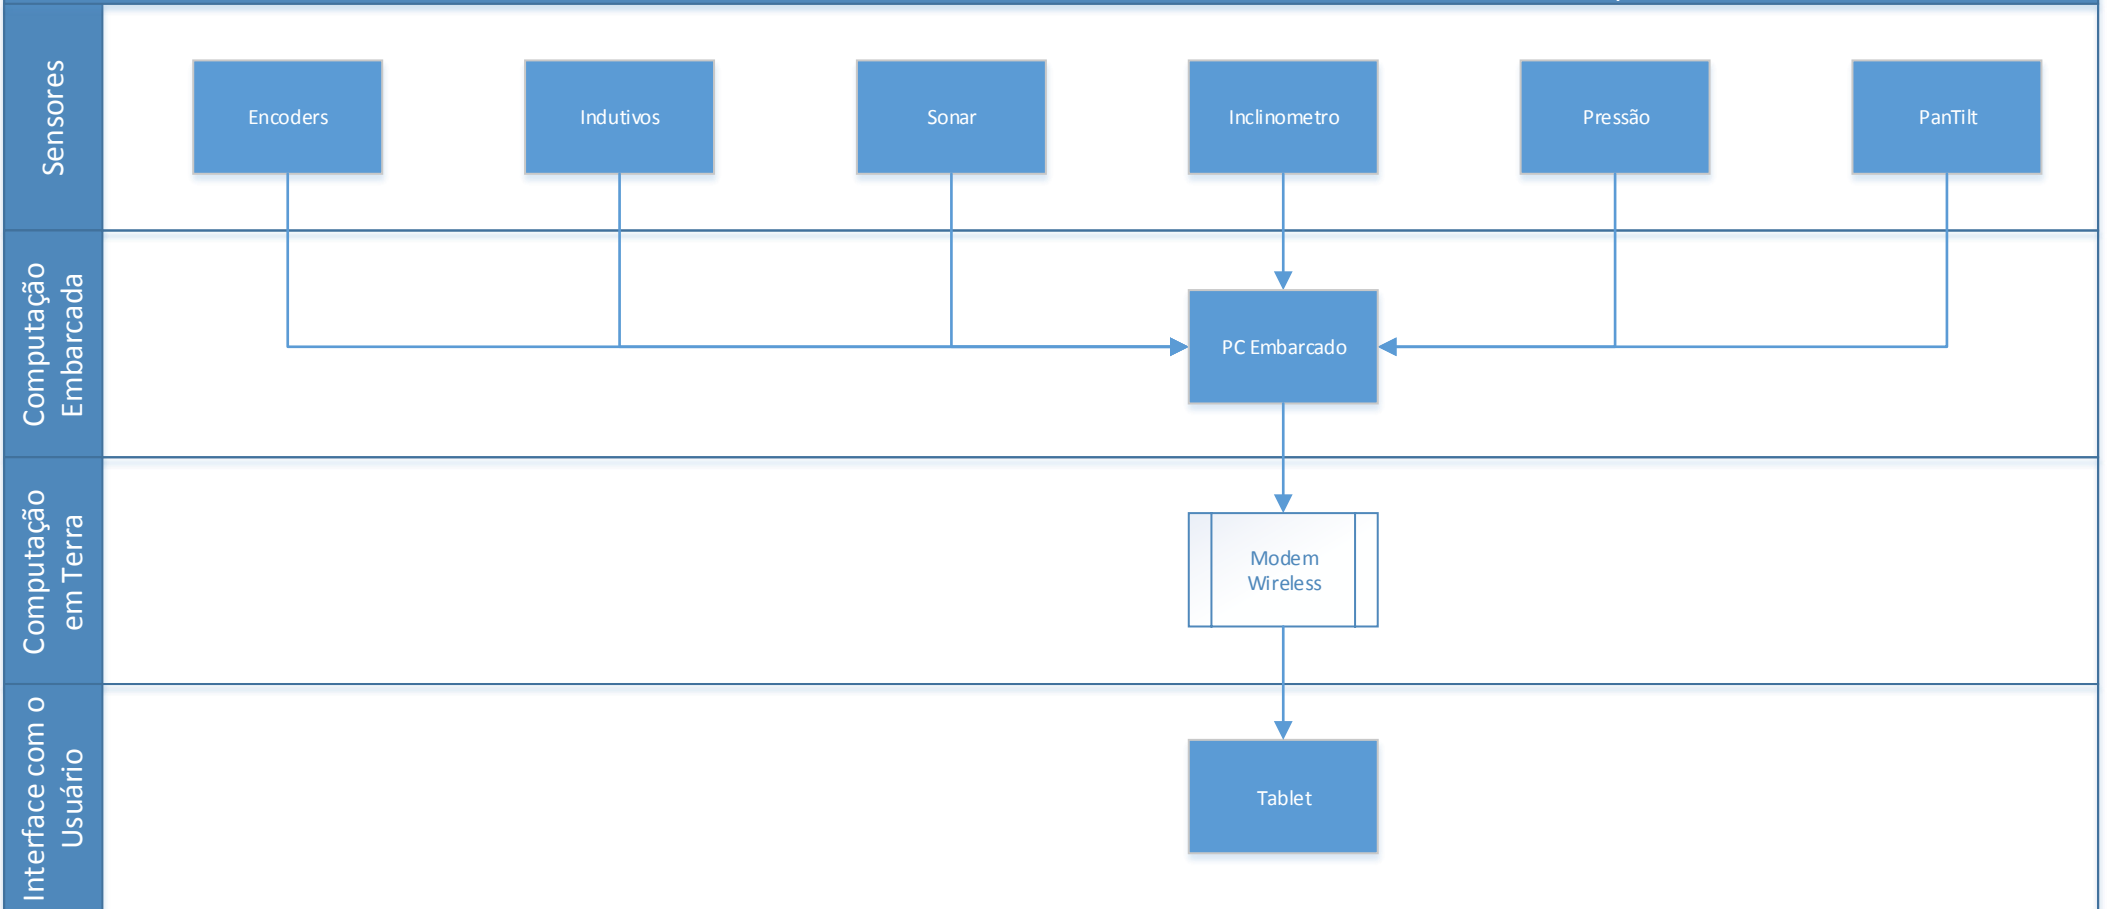 Sensores
Encoders
Indutivos
Sonar
Inclinometro
Pressão
PanTilt
Computação
Embarcada
PC Embarcado
Computação
em Terra
Modem
Wireless
Interface com o
Usuário
Tablet